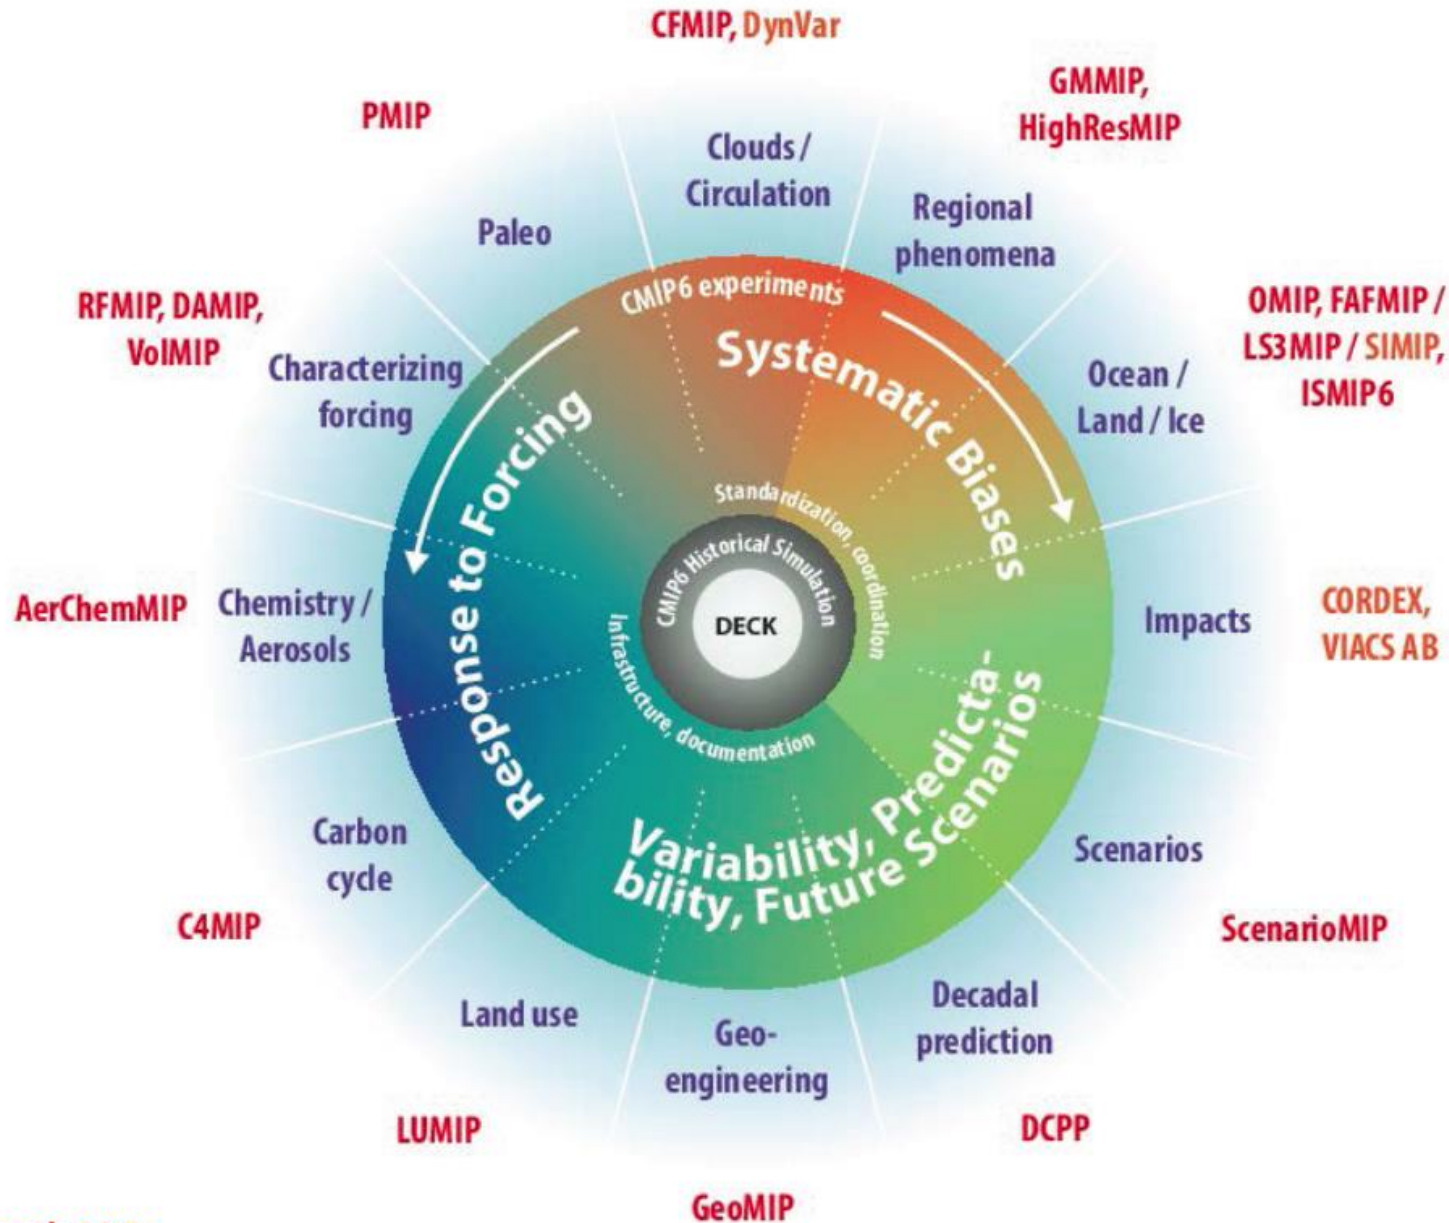 CFMIP, DynVar
GMMIP,
HighResMIP
PMIP
Clouds /
Circulation
Regional
phenomena
Paleo
RFMIP, DAMIP,
VolMIP
Characterizing
forcing
OMIP, FAFMIP /
LS3MIP / SIMIP,
ISMIP6
Ocean /
Land / Ice
CMIP6 experiments
Systematic Biases
Response to Forcing
Standardization, coordination
CMIP6 Historical Simulation
DECK
Infrastructure, documentation
Variability, Predicta-
bility, Future Scenarios
AerChemMIP
Chemistry /
Aerosols
Impacts
CORDEX,
VIACS AB
Carbon
cycle
Scenarios
C4MIP
ScenarioMIP
Land use
Geo-
engineering
Decadal
prediction
LUMIP
DCPP
GeoMIP